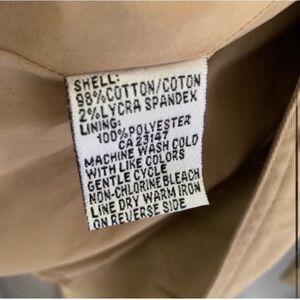 SHELL:
98%COTTON/COTON
2%LYCRA SPANDEX
LINING:
100%POLYESTER
CA 23147
MACHINE WASH COLD
WITH LIKE COLORS
GENTLE CYCLE
NON-CHLORINE BLEACH
LINE DRY WARM IRON
ON REVERSE SIDE